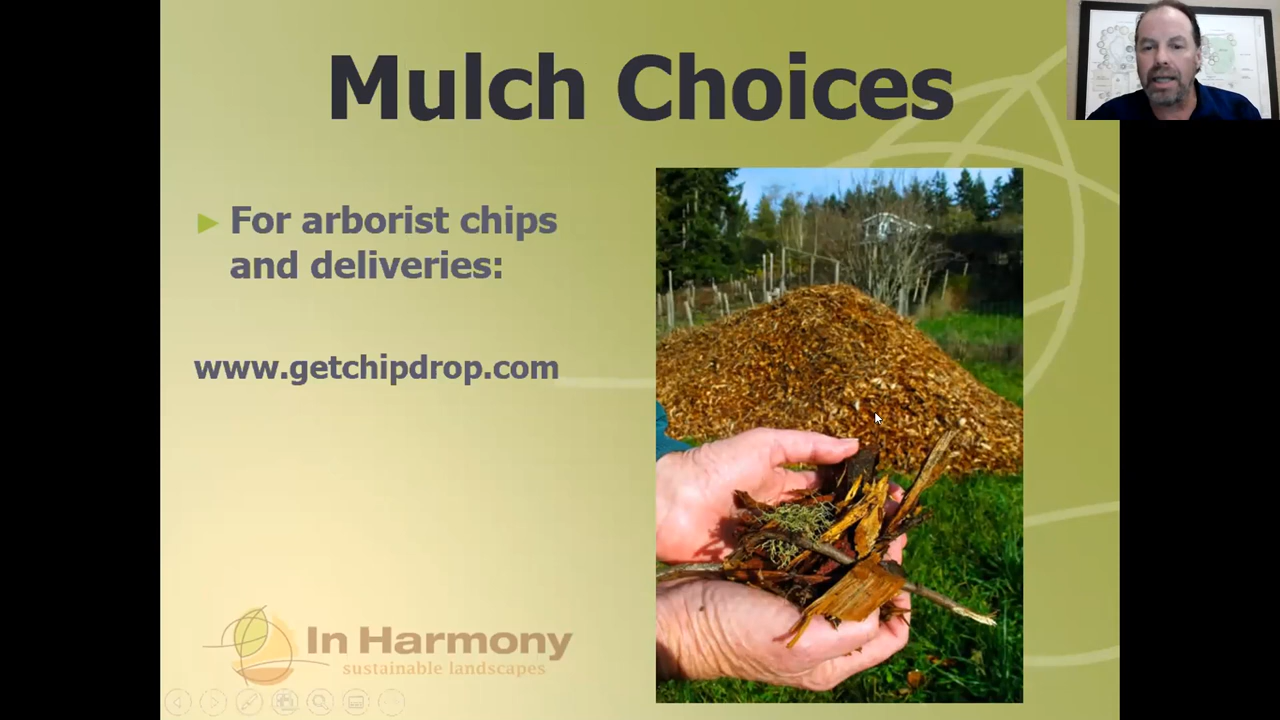 Mulch Choices
For arborist chips
and deliveries:
www.getchipdrop.com
In Harmony
sustainable landscapes